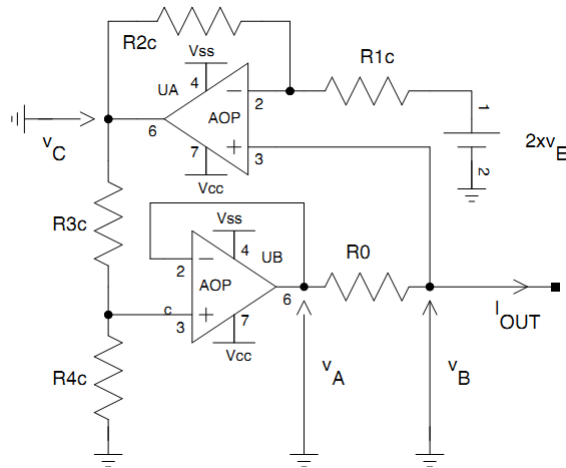 R2c
Vss
4
UA
R1c
2
−
AOP
1
6
+
3
7
Vcc
2xvE
2
vC
R3c
Vss
−
4
UB
2
AOP
R0
c
+
6
3
7
Vcc
IOUT
vA
vB
R4c